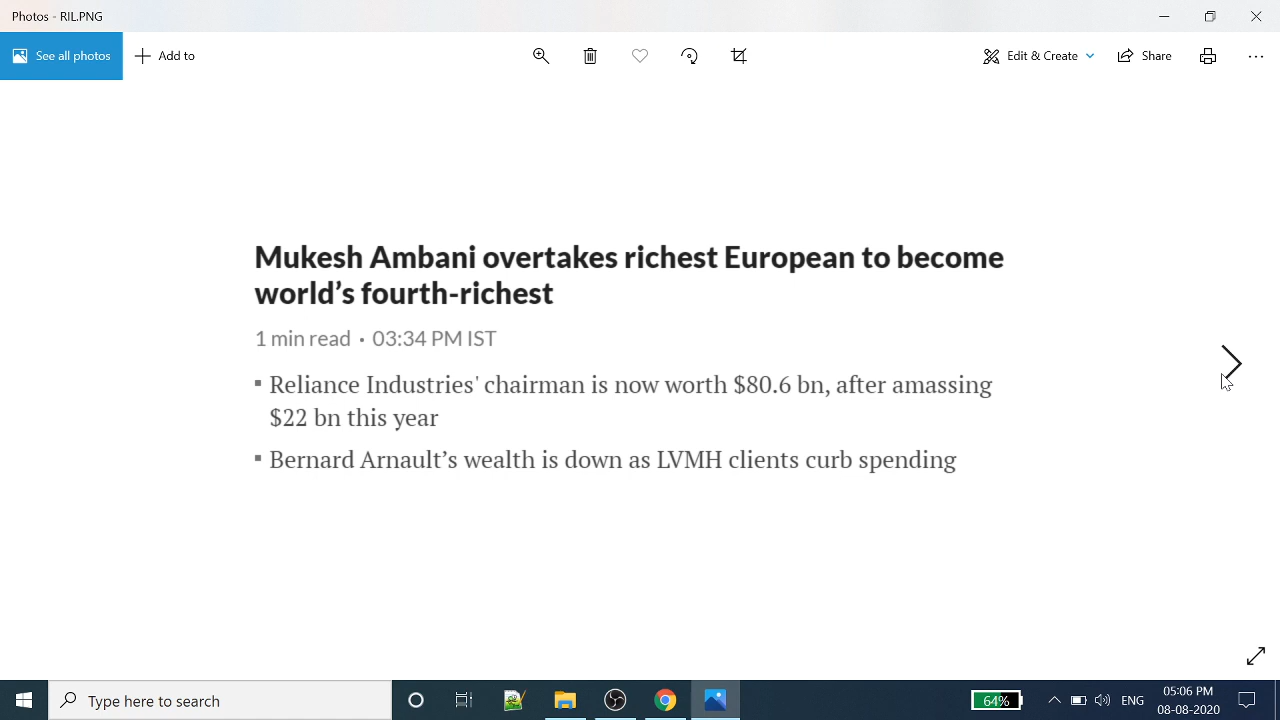 Photos - RIL.PNG
See all photos
Add to
Edit & Create
Share
Mukesh Ambani overtakes richest European to become
world's fourth-richest
1 min read • 03:34 PM IST
▪ Reliance Industries' chairman is now worth $80.6 bn, after amassing
$22 bn this year
▪ Bernard Arnault's wealth is down as LVMH clients curb spending
Type here to search
64%
ENG
05:06 PM
08-08-2020